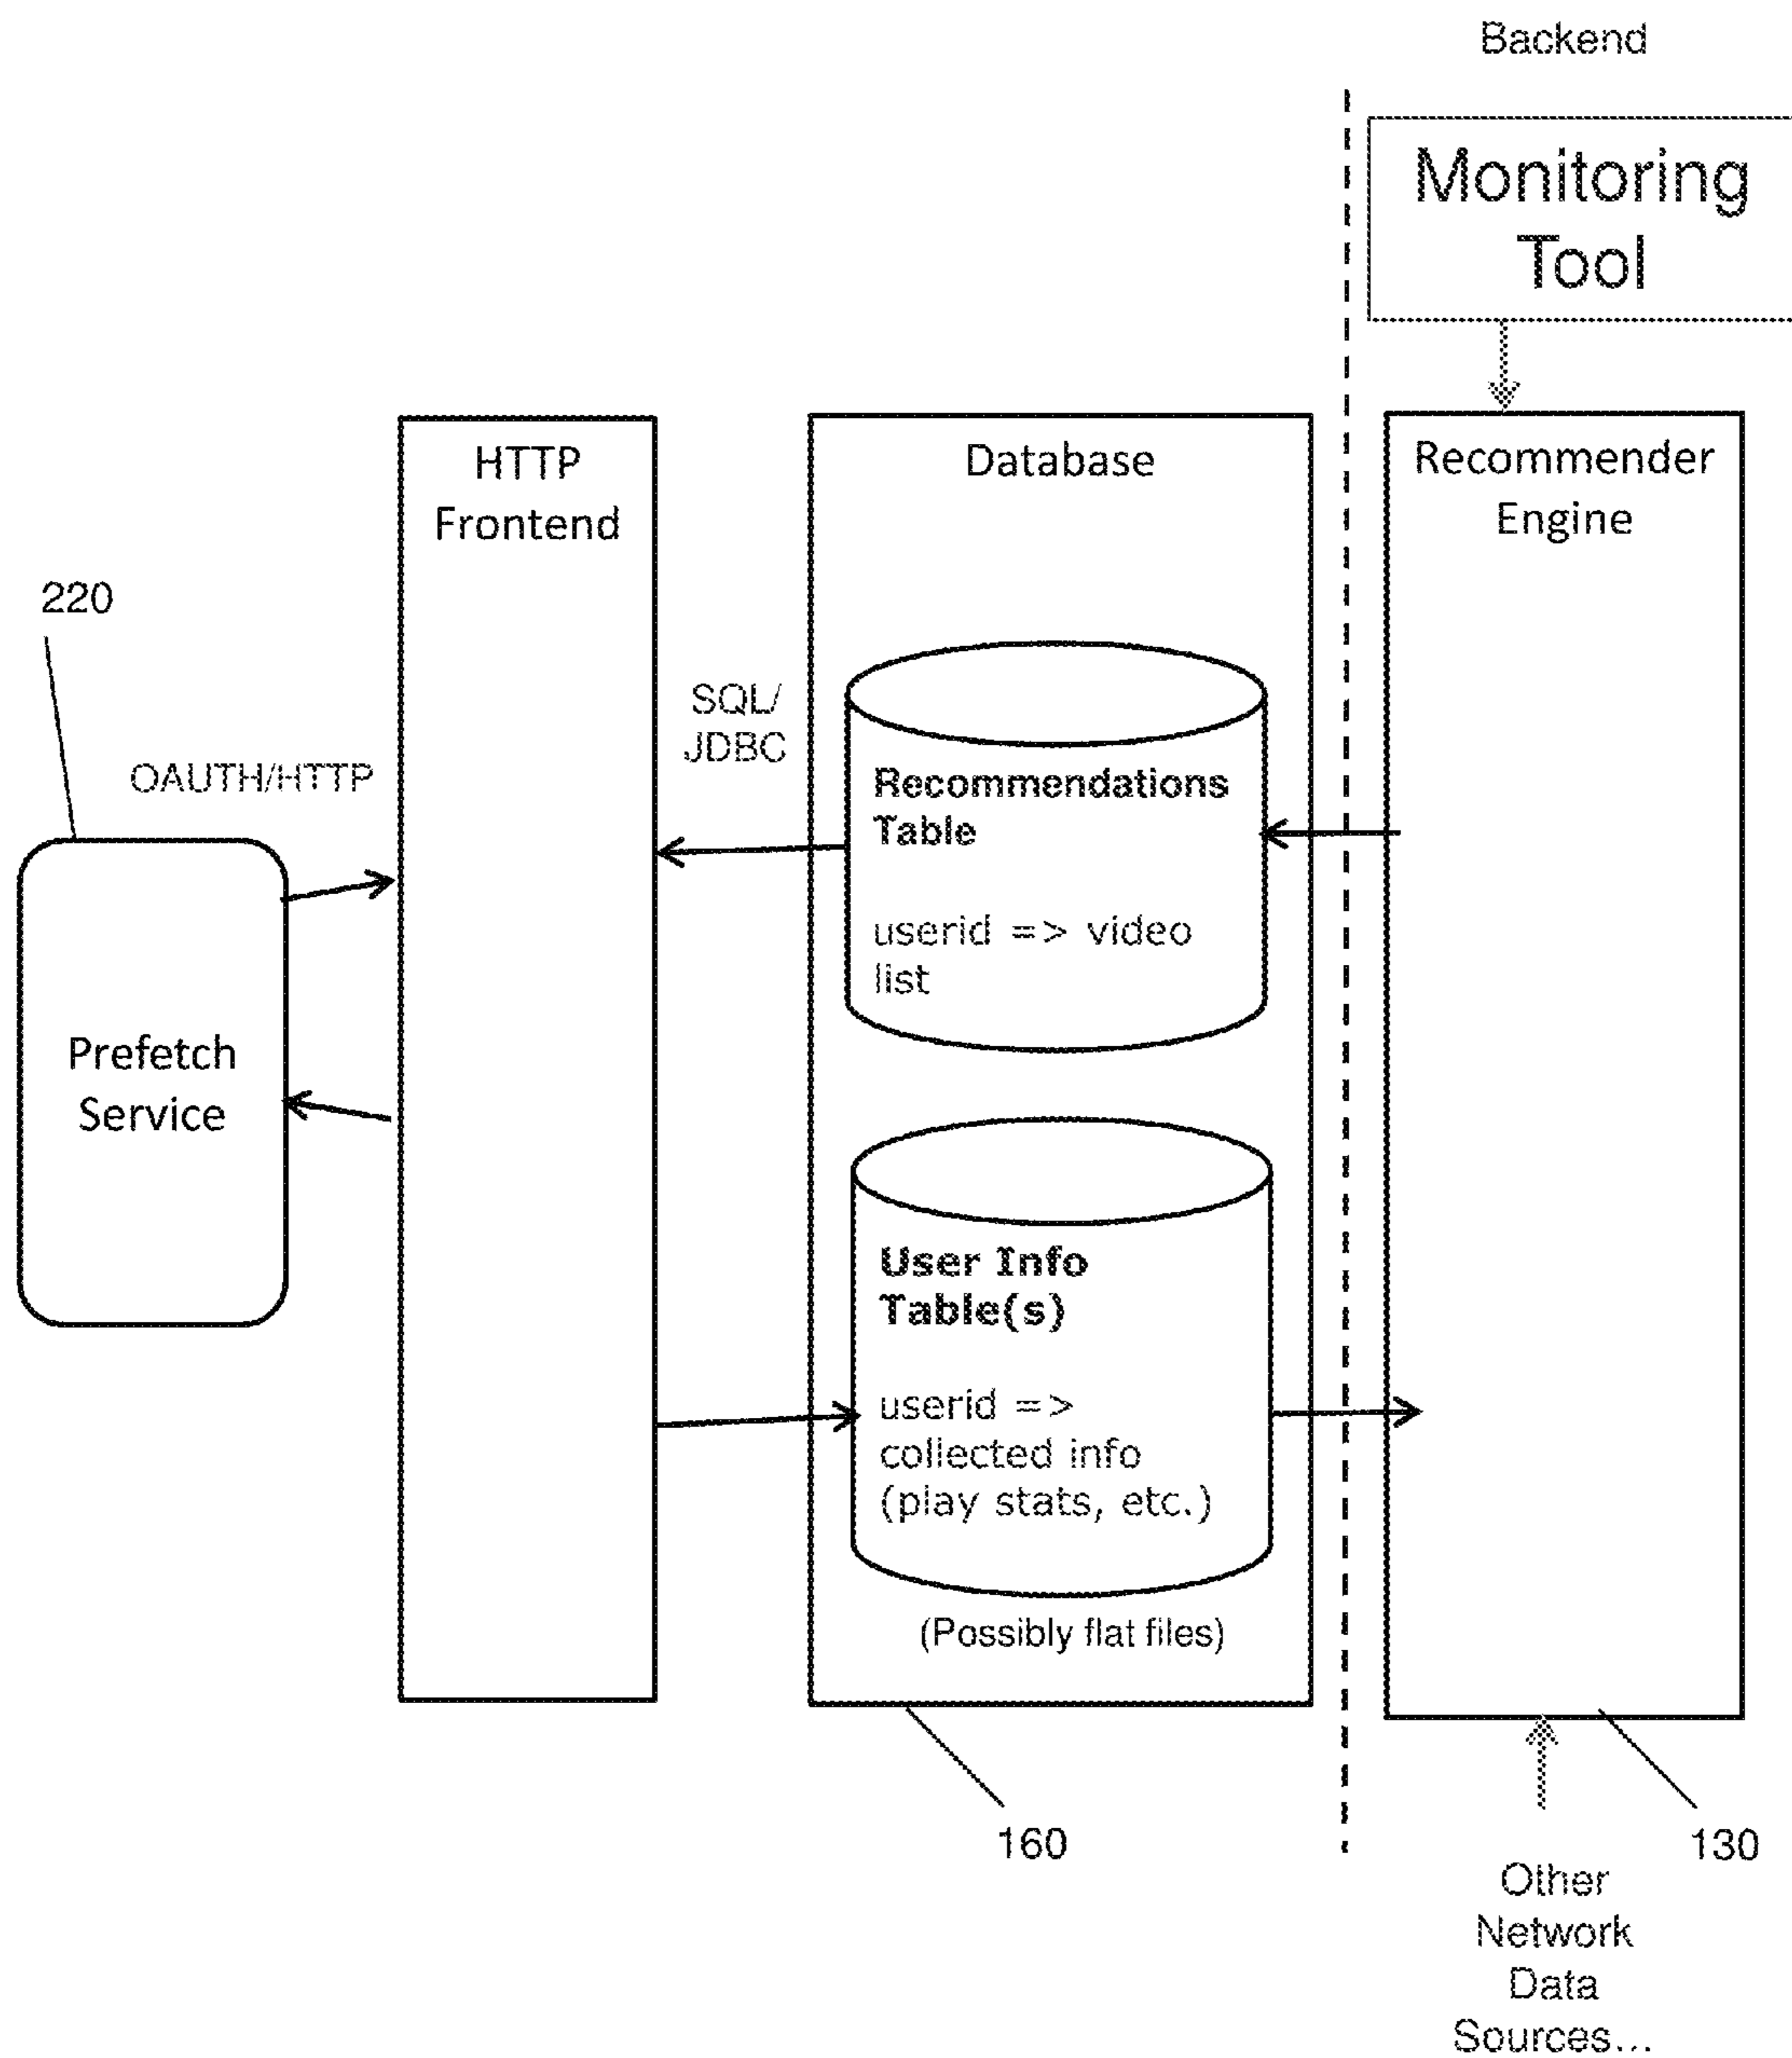 Backend
Monitoring
Tool
HTTP
Frontend
Database
Recommender
Engine
220
OAUTH/HTTP
SQL/
JDBC
Recommendations
Table
userid => video
list
Prefetch
Service
User Info
Table(s)
userid =>
collected info
(play stats, etc.)
(Possibly flat files)
160
130
Other
Network
Data
Sources...